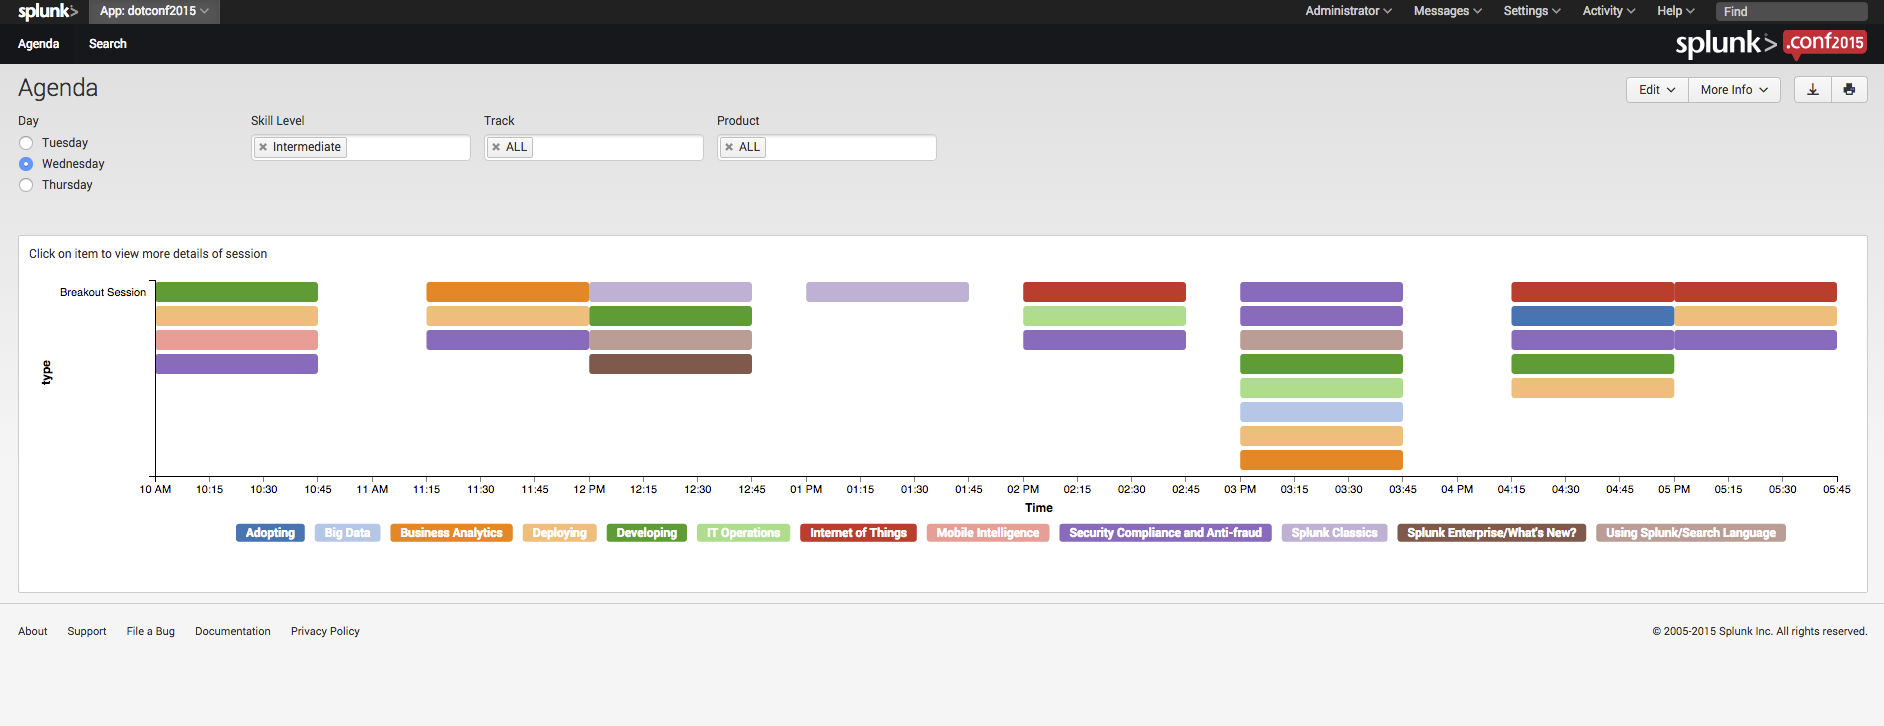 splunk> App: dotconf2015 Administrator Messages Settings Activity Help Find
Agenda Search splunk> .conf2015
Agenda Edit More Info
Day Skill Level Track Product
Tuesday
Wednesday
Thursday
Intermediate ALL ALL
Click on item to view more details of session
Breakout Session
type
10 AM 10:15 10:30 10:45 11 AM 11:15 11:30 11:45 12 PM 12:15 12:30 12:45 01 PM 01:15 01:30 01:45 02 PM 02:15 02:30 02:45 03 PM 03:15 03:30 03:45 04 PM 04:15 04:30 04:45 05 PM 05:15 05:30 05:45
Time
Adopting Big Data Business Analytics Deploying Developing IT Operations Internet of Things Mobile Intelligence Security Compliance and Anti-fraud Splunk Classics Splunk Enterprise/What's New? Using Splunk/Search Language
About Support File a Bug Documentation Privacy Policy © 2005-2015 Splunk Inc. All rights reserved.